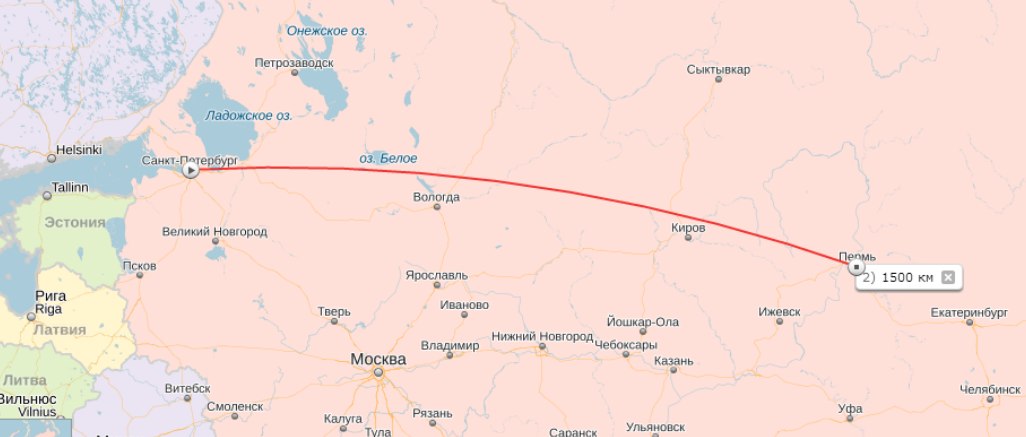 Онежское оз.
Петрозаводск
Сыктывкар
Ладожское оз.
Helsinki
Санкт-Петербург
оз. Белое
Tallinn
Вологда
Эстония
Великий Новгород
Киров
Псков
Пермь
2) 1500 км
Ярославль
Рига
Riga
Иваново
Латвия
Тверь
Ижевск
Екатеринбург
Йошкар-Ола
Нижний Новгород
Владимир
Чебоксары
Москва
Казань
Литва
Витебск
Челябинск
Вильнюс
Vilnius
Смоленск
Рязань
Уфа
Калуга
Ульяновск
Тула
Саранск